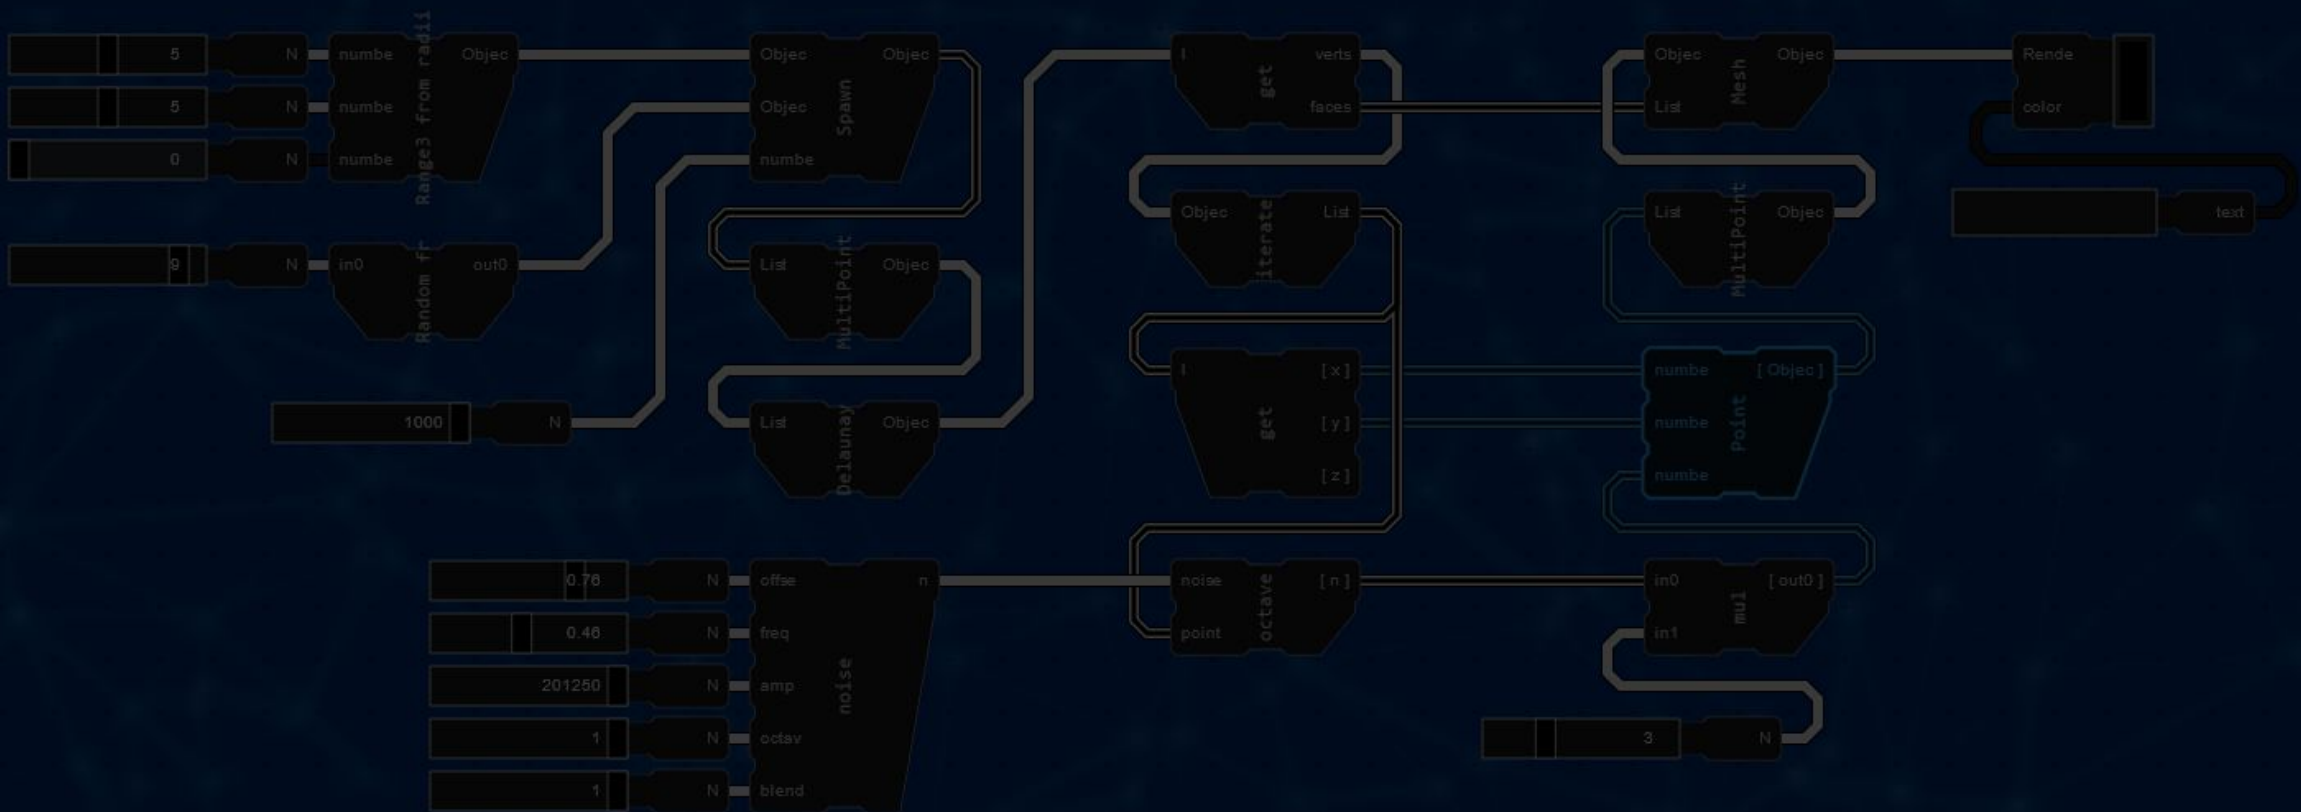 5 N numbe Objec
5 N numbe
0 N numbe
Range3 from radii
9 N in0 out0
Random fr
1000 N
Objec Objec
Objec
numbe
Spawn
List Objec
MultiPoint
List Objec
Delaunay
0.76 N offse n
0.46 N freq
201250 N amp
1 N octav
1 N blend
noise
l verts
faces
get
Objec List
iterate
l [ x ]
[ y ]
[ z ]
get
noise [ n ]
point
octave
Objec Objec
List
Mesh
List Objec
MultiPoint
numbe [ Objec ]
numbe
numbe
Point
in0 [ out0 ]
in1
mul
3 N
Rende
color
text